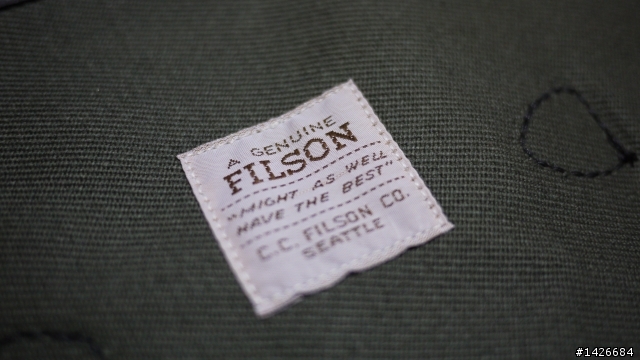 A GENUINE
FILSON
"MIGHT AS WELL
HAVE THE BEST"
C.C. FILSON CO.
SEATTLE
#1426684